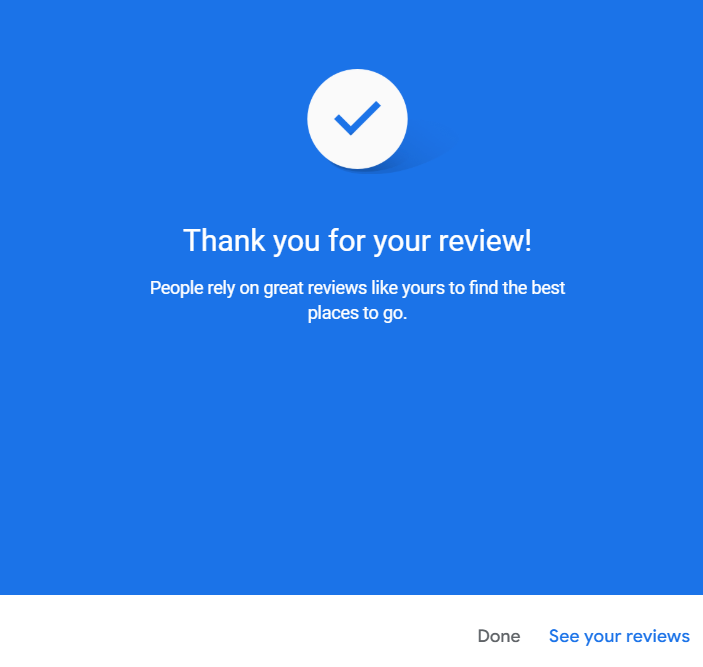 Thank you for your review!
People rely on great reviews like yours to find the best
places to go.
Done See your reviews